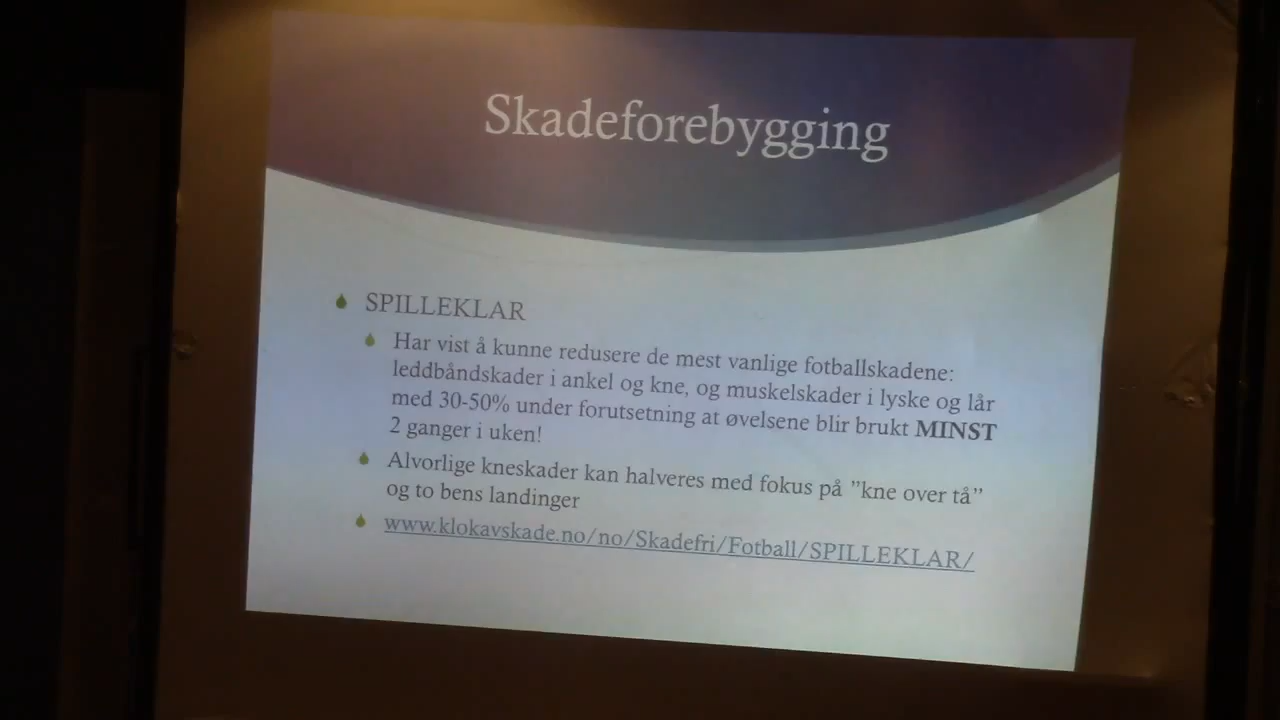 Skadeforebygging
SPILLEKLAR
Har vist å kunne redusere de mest vanlige fotballskadene:
leddbåndskader i ankel og kne, og muskelskader i lyske og lår
med 30-50% under forutsetning at øvelsene blir brukt MINST
2 ganger i uken!
Alvorlige kneskader kan halveres med fokus på ”kne over tå”
og to bens landinger
www.klokavskade.no/no/Skadefri/Fotball/SPILLEKLAR/